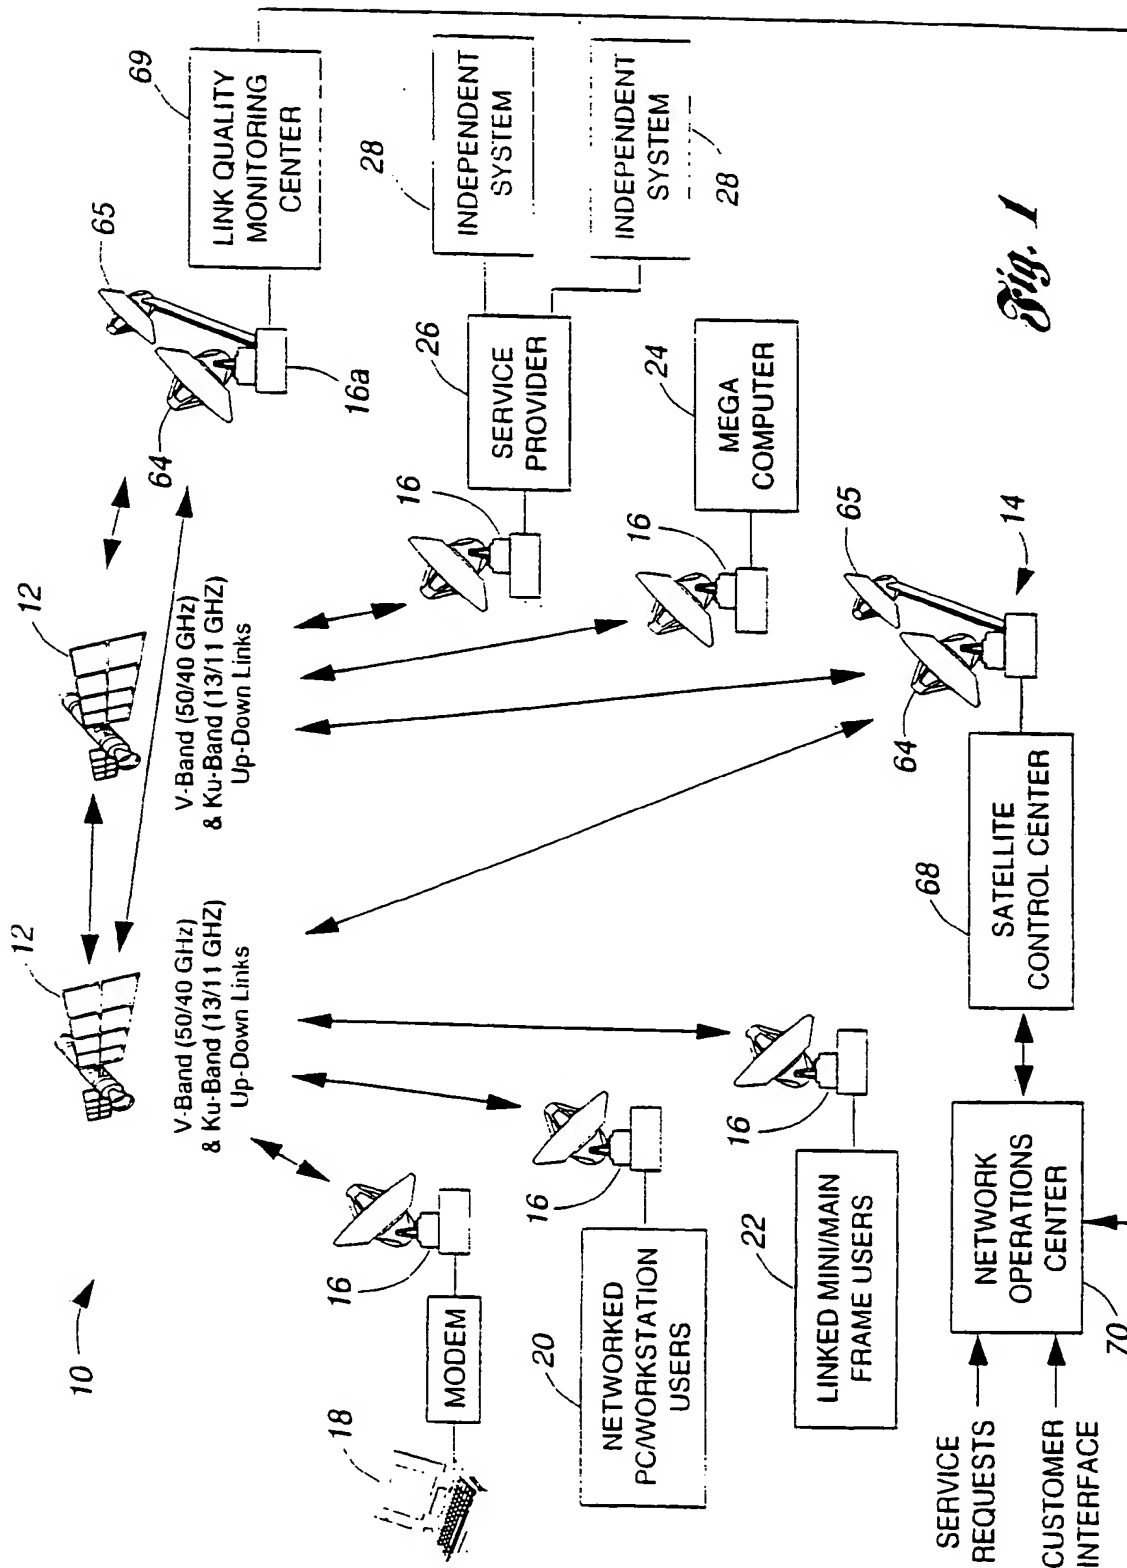 10
12
12
V-Band (50/40 GHz)
& Ku-Band (13/11 GHZ)
Up-Down Links
V-Band (50/40 GHz)
& Ku-Band (13/11 GHZ)
Up-Down Links
18
MODEM
16
20
NETWORKED
PC/WORKSTATION
USERS
16
22
LINKED MINI/MAIN
FRAME USERS
16
SERVICE
REQUESTS
CUSTOMER
INTERFACE
70
NETWORK
OPERATIONS
CENTER
68
SATELLITE
CONTROL CENTER
64
65
14
16
24
MEGA
COMPUTER
16
26
SERVICE
PROVIDER
28
INDEPENDENT
SYSTEM
INDEPENDENT
SYSTEM
28
64
65
16a
69
LINK QUALITY
MONITORING
CENTER
Fig. 1